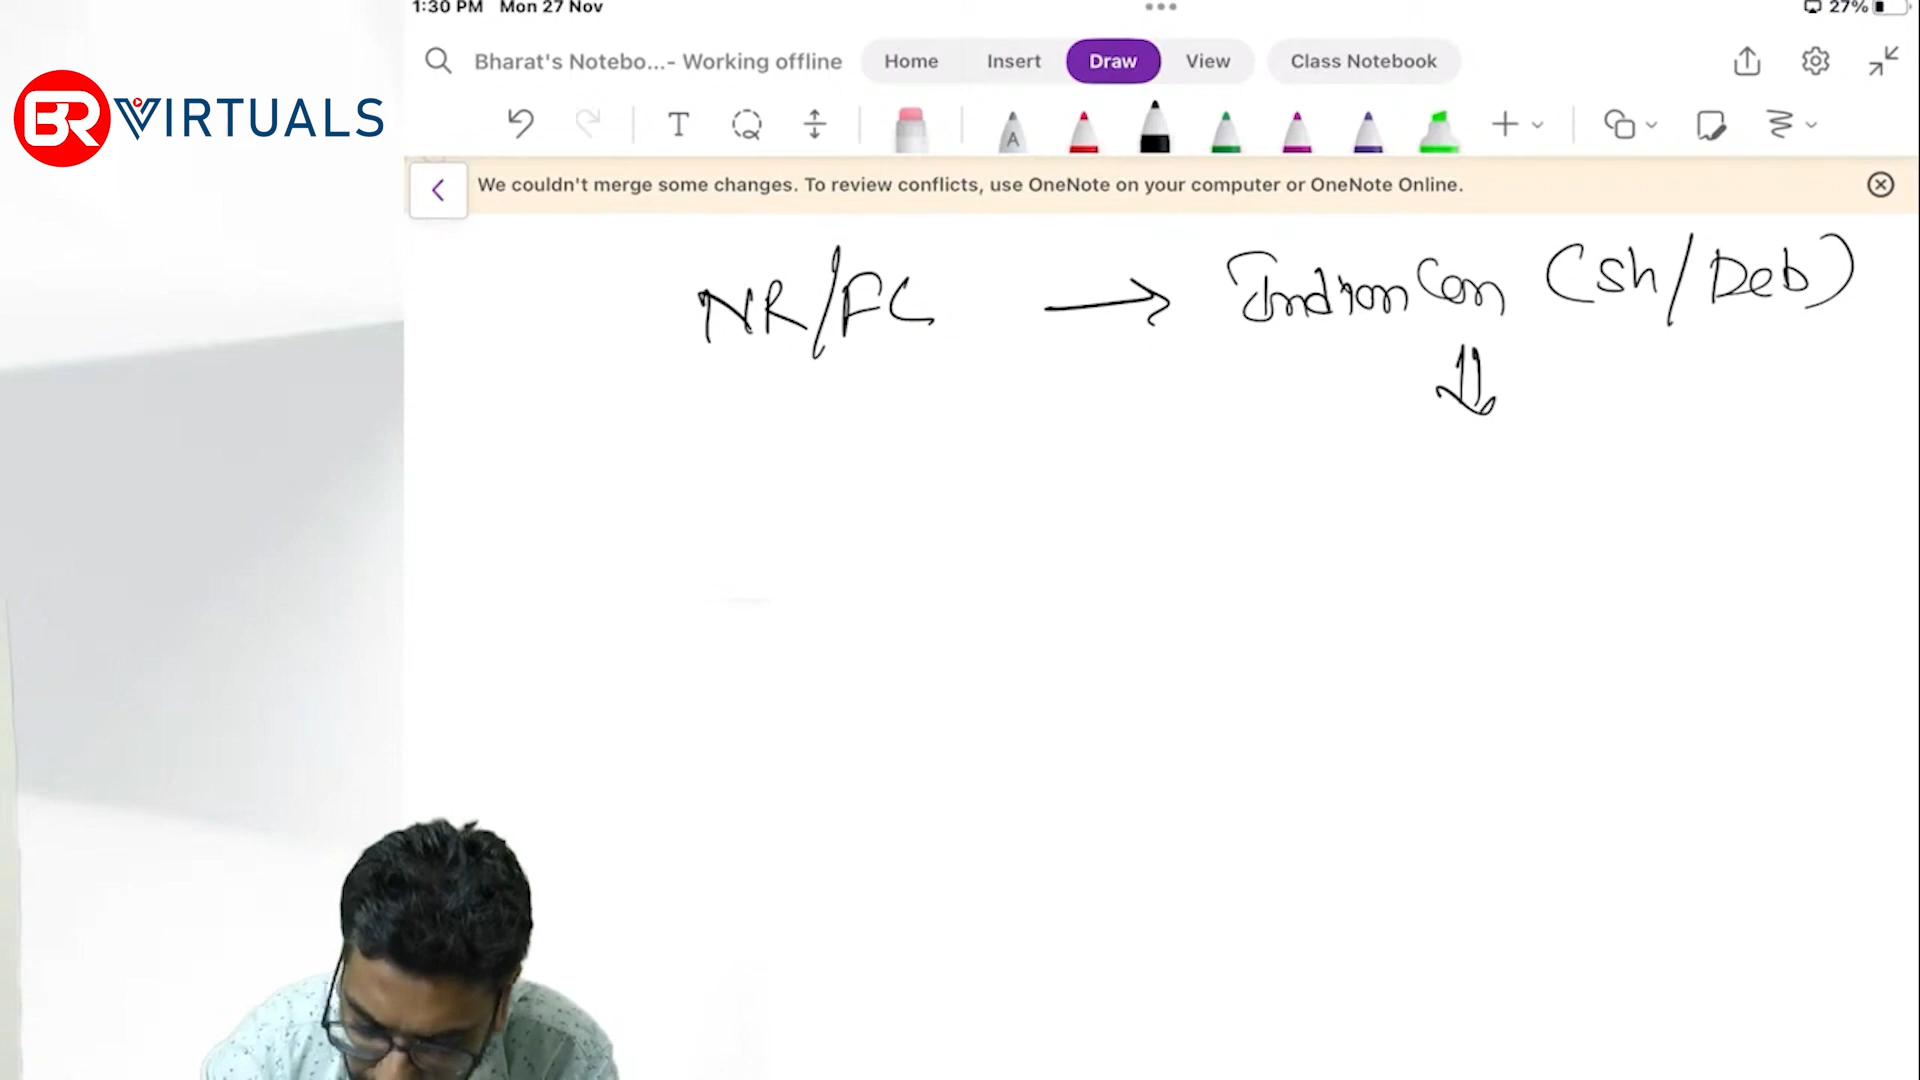 1:30 PM Mon 27 Nov
27%
BR VIRTUALS
Bharat's Notebo...- Working offline
Home Insert Draw View Class Notebook
T
A
We couldn't merge some changes. To review conflicts, use OneNote on your computer or OneNote Online.
NR/FC → Indian Com (Sh/Deb)